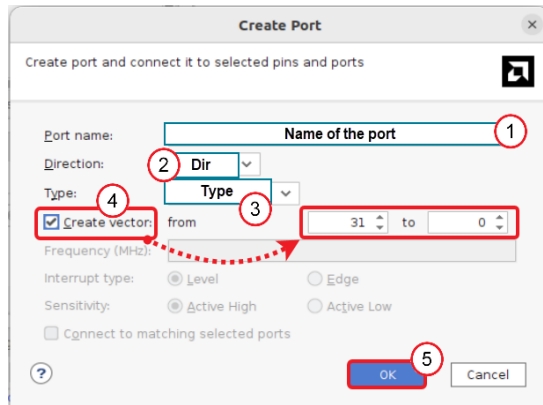 Create Port
Create port and connect it to selected pins and ports
Port name: Name of the port 1
Direction: 2 Dir
Type: Type 3
4
Create vector: from 31 to 0
Frequency (MHz):
Interrupt type: Level Edge
Sensitivity: Active High Active Low
Connect to matching selected ports
5
? OK Cancel